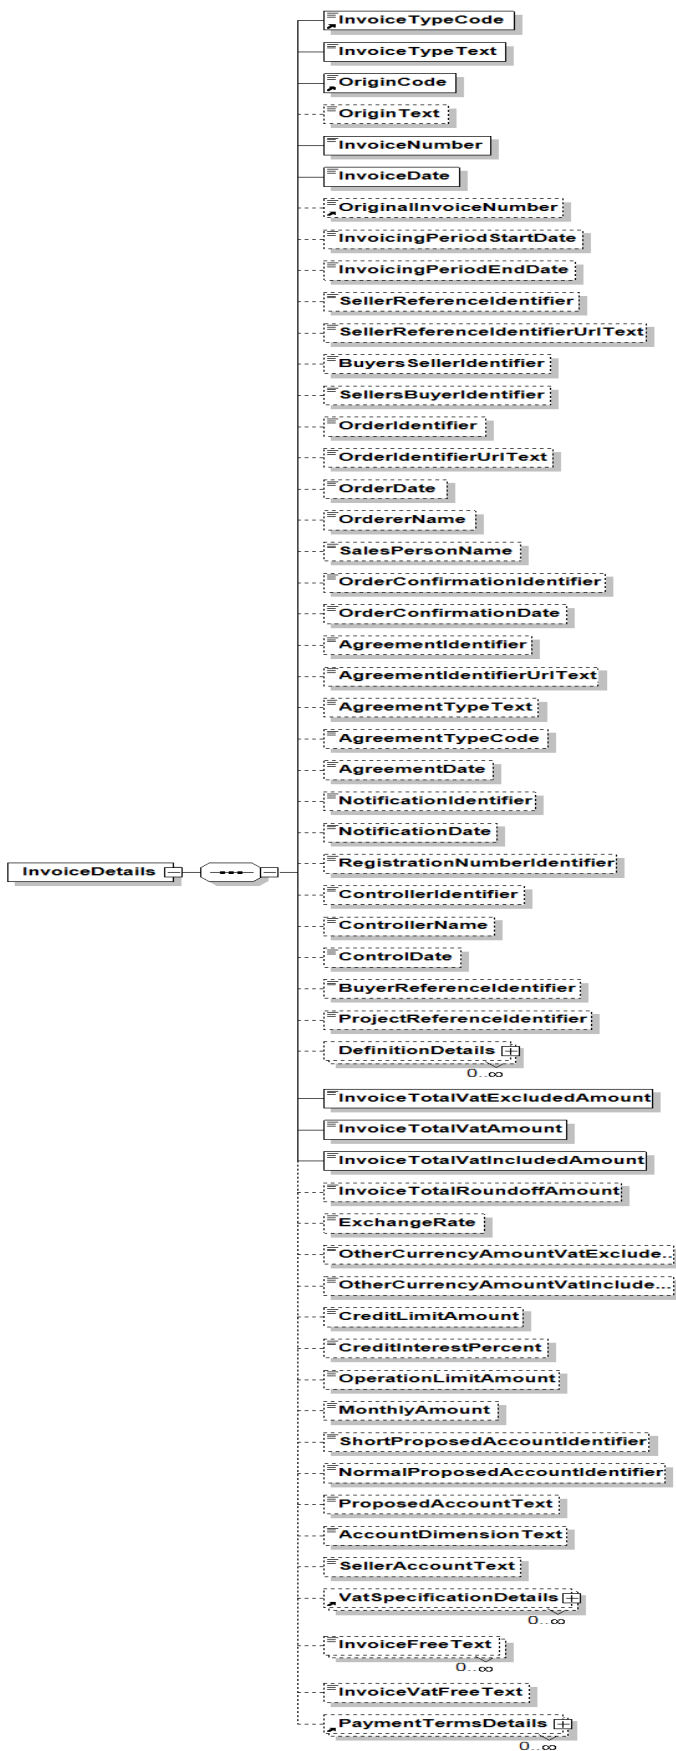 InvoiceTypeCode
InvoiceTypeText
OriginCode
OriginText
InvoiceNumber
InvoiceDate
OriginalInvoiceNumber
InvoicingPeriodStartDate
InvoicingPeriodEndDate
SellerReferenceIdentifier
SellerReferenceIdentifierUrlText
BuyersSellerIdentifier
SellersBuyerIdentifier
OrderIdentifier
OrderIdentifierUrlText
OrderDate
OrdererName
SalesPersonName
OrderConfirmationIdentifier
OrderConfirmationDate
AgreementIdentifier
AgreementIdentifierUrlText
AgreementTypeText
AgreementTypeCode
AgreementDate
NotificationIdentifier
NotificationDate
RegistrationNumberIdentifier
InvoiceDetails
ControllerIdentifier
ControllerName
ControlDate
BuyerReferenceIdentifier
ProjectReferenceIdentifier
DefinitionDetails
0..∞
InvoiceTotalVatExcludedAmount
InvoiceTotalVatAmount
InvoiceTotalVatIncludedAmount
InvoiceTotalRoundoffAmount
ExchangeRate
OtherCurrencyAmountVatExclude...
OtherCurrencyAmountVatInclude...
CreditLimitAmount
CreditInterestPercent
OperationLimitAmount
MonthlyAmount
ShortProposedAccountIdentifier
NormalProposedAccountIdentifier
ProposedAccountText
AccountDimensionText
SellerAccountText
VatSpecificationDetails
0..∞
InvoiceFreeText
0..∞
InvoiceVatFreeText
PaymentTermsDetails
0..∞